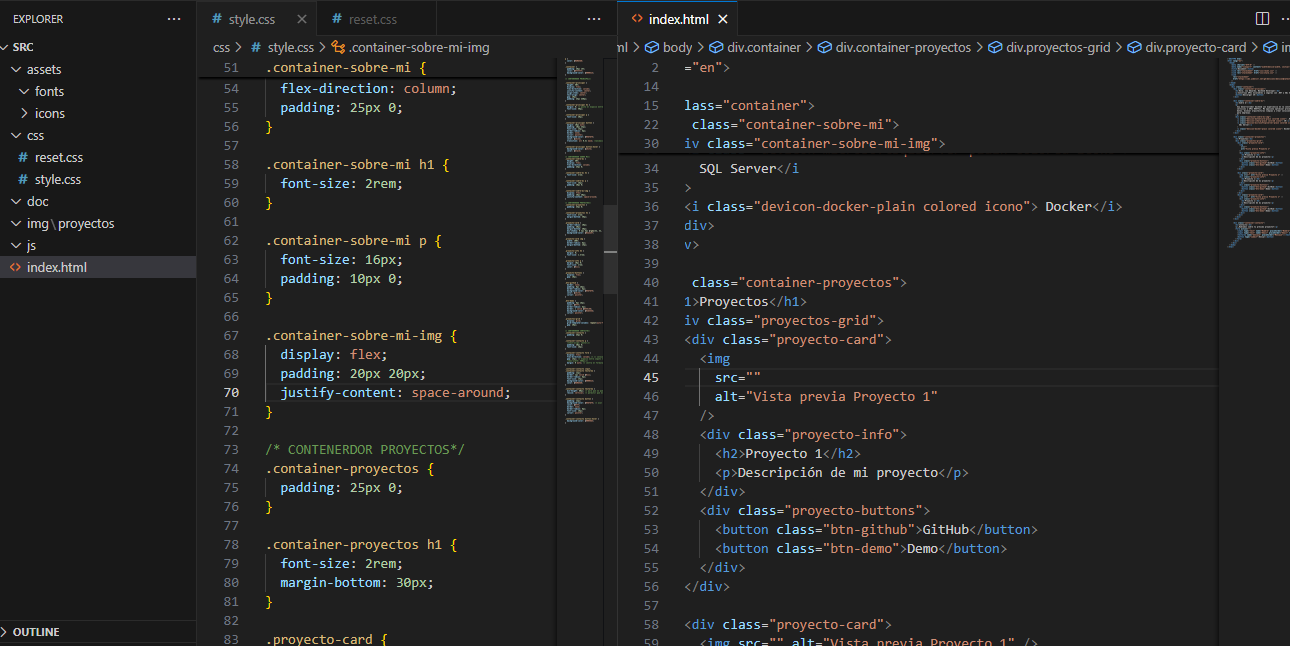 EXPLORER
SRC
assets
fonts
icons
css
# reset.css
# style.css
doc
img\proyectos
js
<> index.html
OUTLINE
# style.css
# reset.css
css > # style.css > .container-sobre-mi-img
51 .container-sobre-mi {
54 flex-direction: column;
55 padding: 25px 0;
56 }
57
58 .container-sobre-mi h1 {
59 font-size: 2rem;
60 }
61
62 .container-sobre-mi p {
63 font-size: 16px;
64 padding: 10px 0;
65 }
66
67 .container-sobre-mi-img {
68 display: flex;
69 padding: 20px 20px;
70 justify-content: space-around;
71 }
72
73 /* CONTENERDOR PROYECTOS*/
74 .container-proyectos {
75 padding: 25px 0;
76 }
77
78 .container-proyectos h1 {
79 font-size: 2rem;
80 margin-bottom: 30px;
81 }
82
83 .proyecto-card {
<> index.html
ml > body > div.container > div.container-proyectos > div.proyectos-grid > div.proyecto-card > in
2 ="en">
14
15 lass="container">
22 class="container-sobre-mi">
30 iv class="container-sobre-mi-img">
34 SQL Server</i
35 >
36 <i class="devicon-docker-plain colored icono"> Docker</i>
37 div>
38 v>
39
40 class="container-proyectos">
41 1>Proyectos</h1>
42 iv class="proyectos-grid">
43 <div class="proyecto-card">
44 <img
45 src=""
46 alt="Vista previa Proyecto 1"
47 />
48 <div class="proyecto-info">
49 <h2>Proyecto 1</h2>
50 <p>Descripción de mi proyecto</p>
51 </div>
52 <div class="proyecto-buttons">
53 <button class="btn-github">GitHub</button>
54 <button class="btn-demo">Demo</button>
55 </div>
56 </div>
57
58 <div class="proyecto-card">
59 <img src="" alt="Vista previa Proyecto 1" />